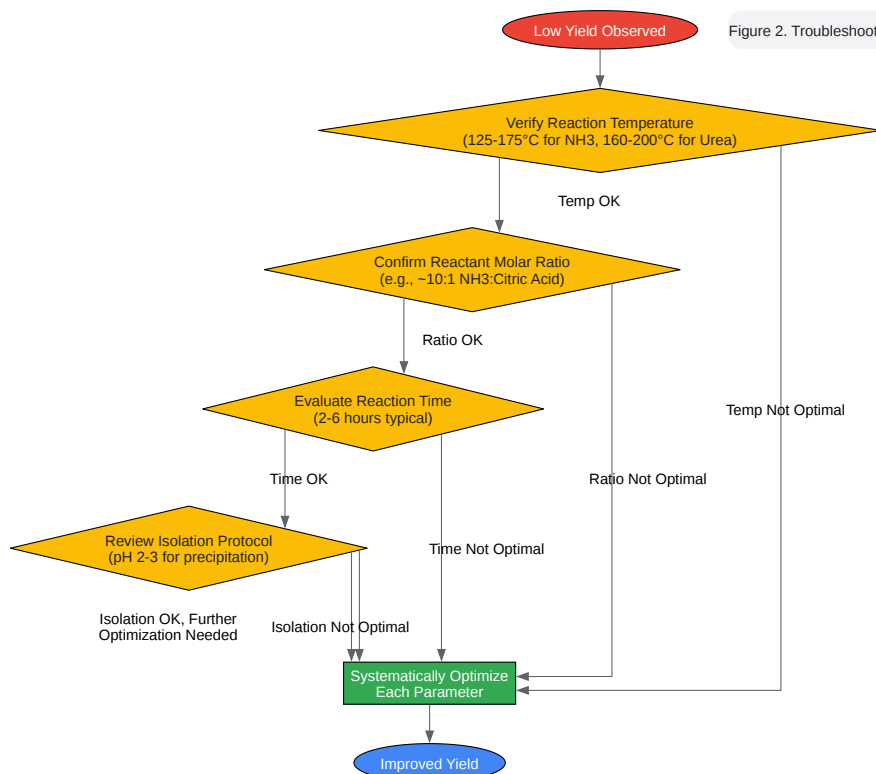 Low Yield Observed
Figure 2. Troubleshoot
Verify Reaction Temperature
(125-175°C for NH3, 160-200°C for Urea)
Temp OK
Confirm Reactant Molar Ratio
(e.g., ~10:1 NH3:Citric Acid)
Ratio OK
Evaluate Reaction Time
(2-6 hours typical)
Temp Not Optimal
Time OK
Ratio Not Optimal
Review Isolation Protocol
(pH 2-3 for precipitation)
Time Not Optimal
Isolation OK, Further
Optimization Needed
Isolation Not Optimal
Systematically Optimize
Each Parameter
Improved Yield